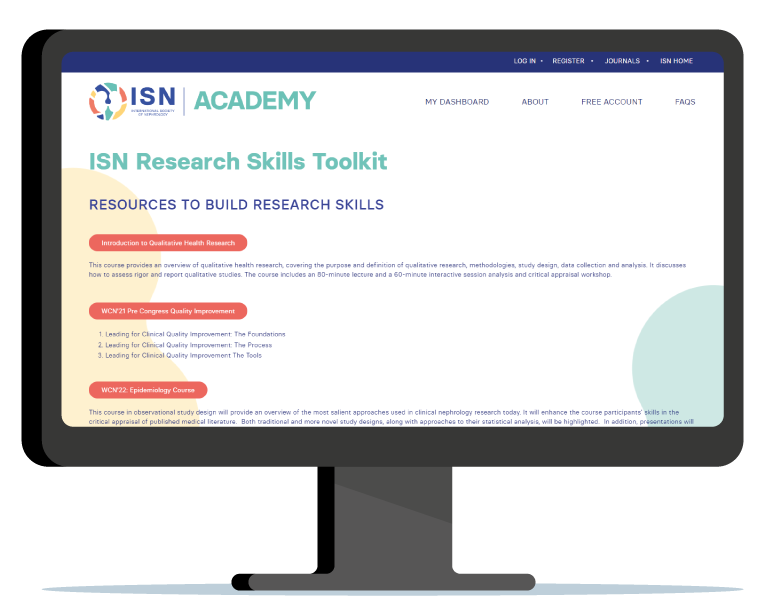 LOG IN • REGISTER • JOURNALS • ISN HOME
ISN ACADEMY
INTERNATIONAL SOCIETY
OF NEPHROLOGY
MY DASHBOARD ABOUT FREE ACCOUNT FAQS
ISN Research Skills Toolkit
RESOURCES TO BUILD RESEARCH SKILLS
Introduction to Qualitative Health Research
This course provides an overview of qualitative health research, covering the purpose and definition of qualitative research, methodologies, study design, data collection and analysis. It discusses
how to assess rigor and report qualitative studies. The course includes an 80-minute lecture and a 60-minute interactive session analysis and critical appraisal workshop.
WCN'21 Pre Congress Quality Improvement
1. Leading for Clinical Quality Improvement: The Foundations
2. Leading for Clinical Quality Improvement: The Process
3. Leading for Clinical Quality Improvement The Tools
WCN'22: Epidemiology Course
This course in observational study design will provide an overview of the most salient approaches used in clinical nephrology research today. It will enhance the course participants' skills in the
critical appraisal of published medical literature. Both traditional and more novel study designs, along with approaches to their statistical analysis, will be highlighted. In addition, presentations will